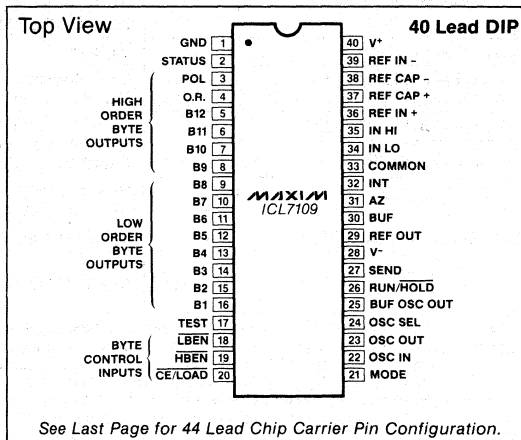 Top View
40 Lead DIP
GND 1
STATUS 2
POL 3
O.R. 4
B12 5
B11 6
B10 7
B9 8
B8 9
B7 10
B6 11
B5 12
B4 13
B3 14
B2 15
B1 16
TEST 17
LBEN 18
HBEN 19
CE/LOAD 20
HIGH
ORDER
BYTE
OUTPUTS
LOW
ORDER
BYTE
OUTPUTS
BYTE
CONTROL
INPUTS
MAXIM
ICL7109
40 V+
39 REF IN -
38 REF CAP -
37 REF CAP +
36 REF IN +
35 IN HI
34 IN LO
33 COMMON
32 INT
31 AZ
30 BUF
29 REF OUT
28 V-
27 SEND
26 RUN/HOLD
25 BUF OSC OUT
24 OSC SEL
23 OSC OUT
22 OSC IN
21 MODE
See Last Page for 44 Lead Chip Carrier Pin Configuration.